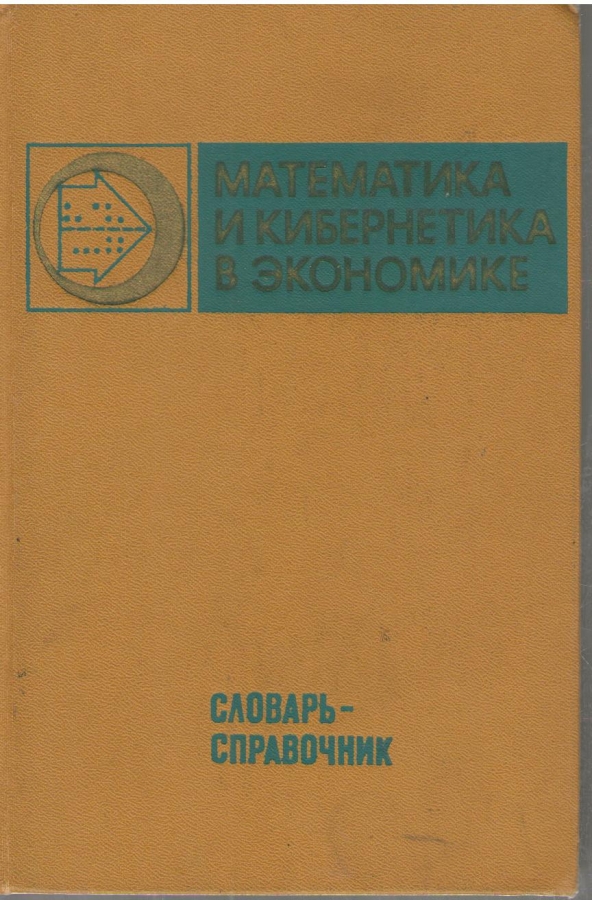 МАТЕМАТИКА
И КИБЕРНЕТИКА
В ЭКОНОМИКЕ
СЛОВАРЬ-
СПРАВОЧНИК